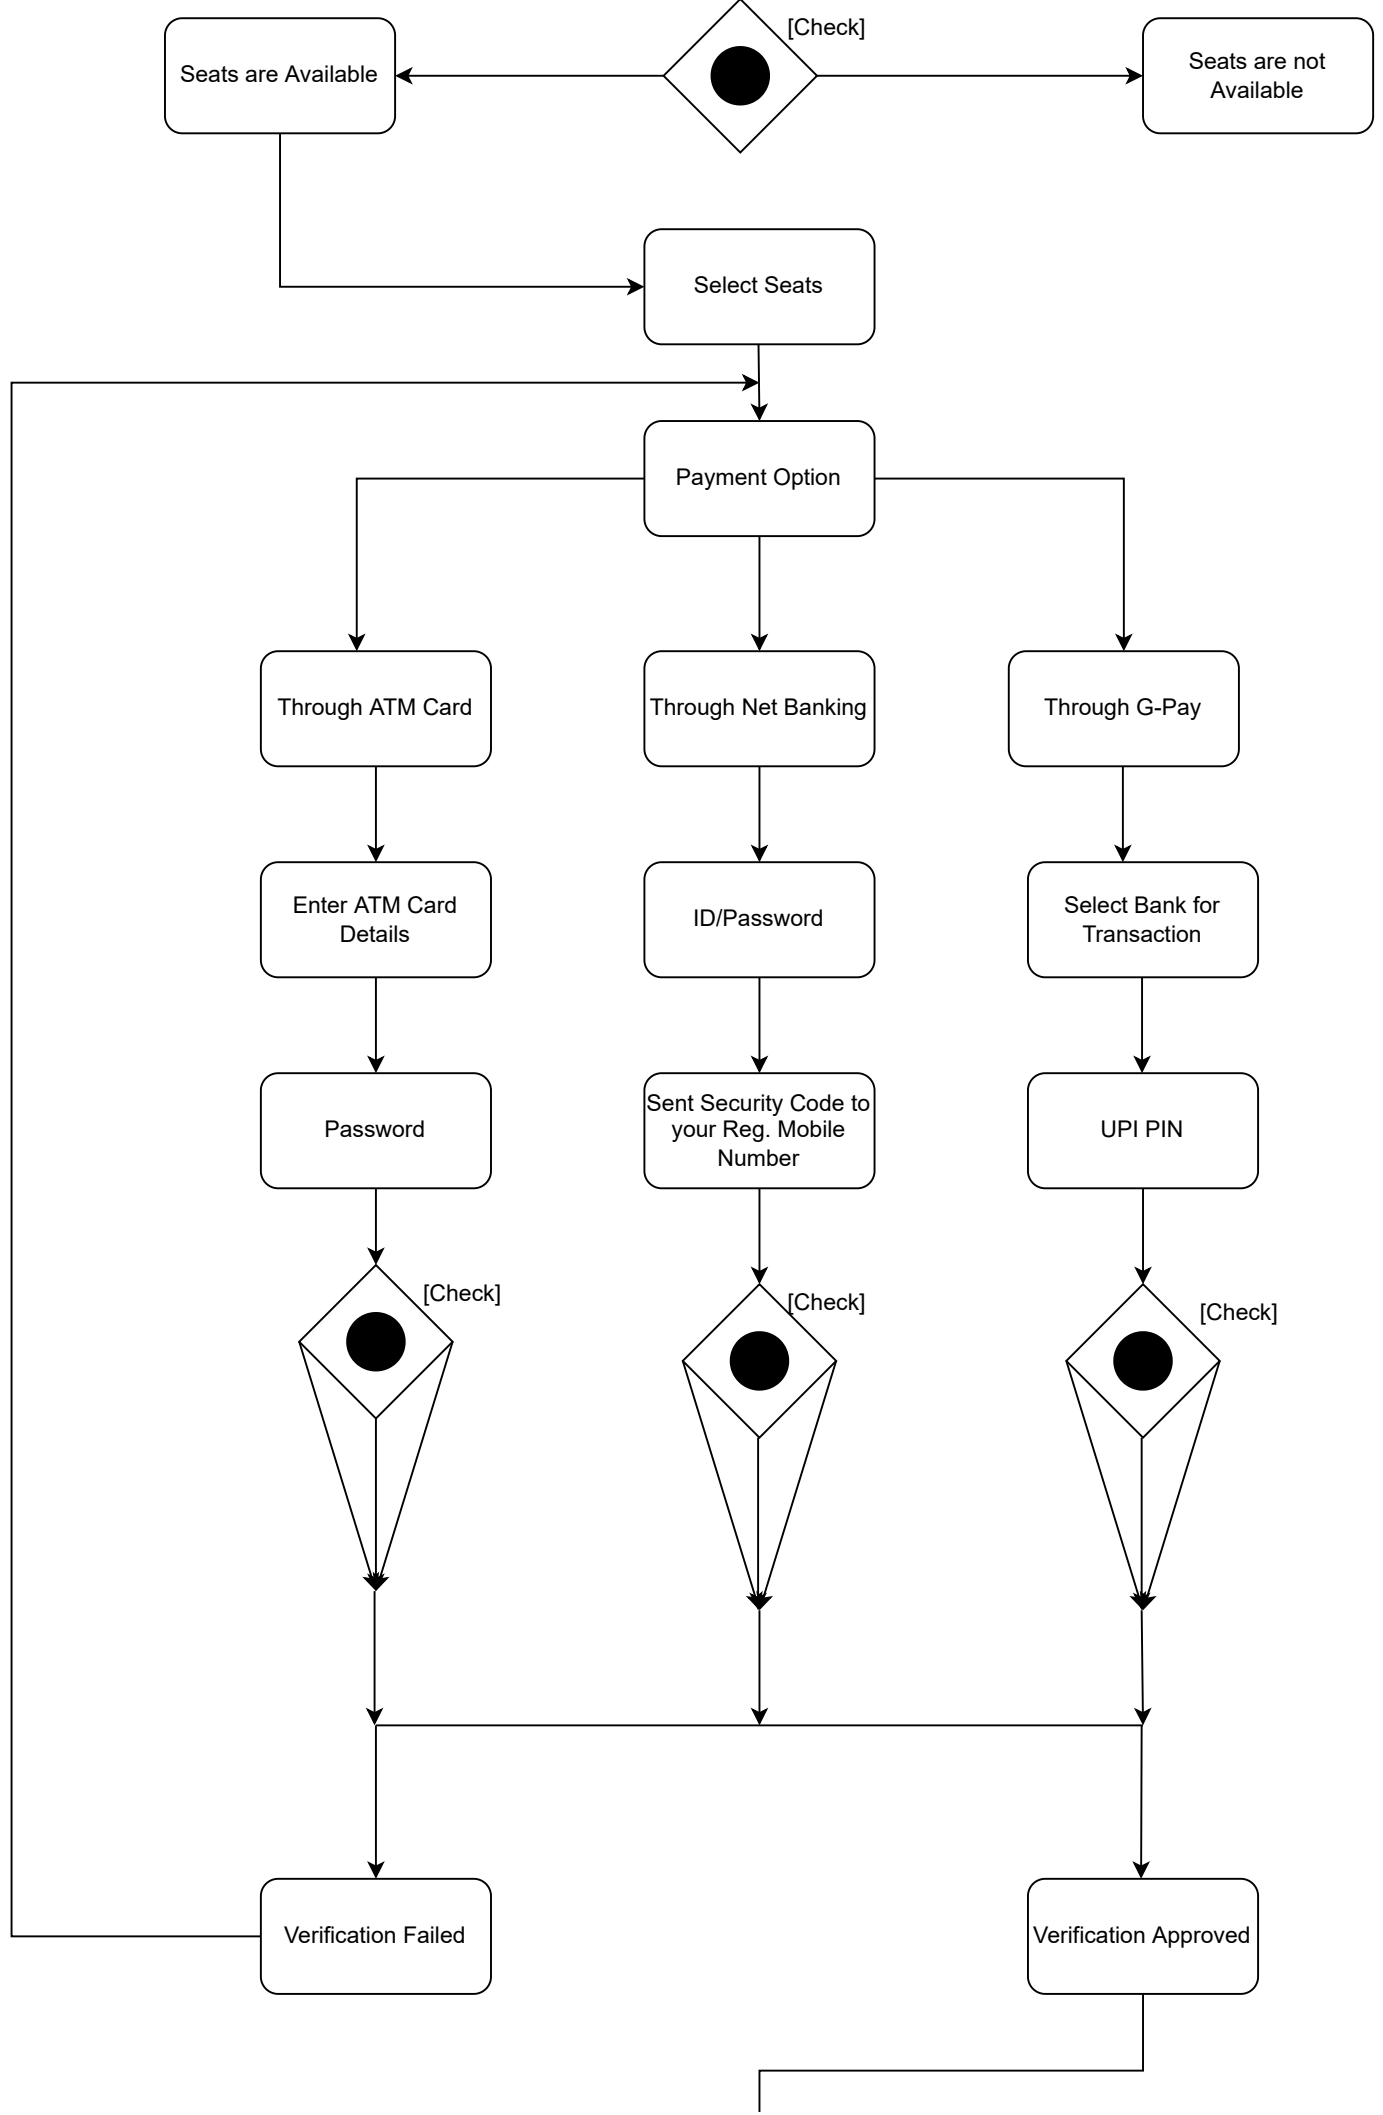 [Check]
Seats are Available
Seats are not
Available
Select Seats
Payment Option
Through ATM Card
Through Net Banking
Through G-Pay
Enter ATM Card
Details
ID/Password
Select Bank for
Transaction
Password
Sent Security Code to
your Reg. Mobile
Number
UPI PIN
[Check]
[Check]
[Check]
Verification Failed
Verification Approved